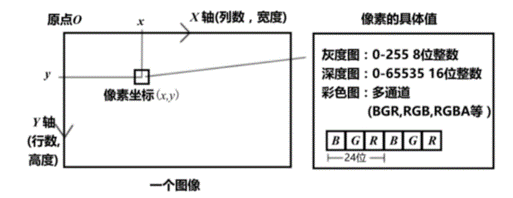 原点O
x
X轴(列数，宽度)
y
像素坐标(x,y)
Y轴
(行数,
高度)
一个图像
像素的具体值
灰度图：0-255 8位整数
深度图：0-65535 16位整数
彩色图：多通道
(BGR,RGB,RGBA等）
B G R B G R
24位